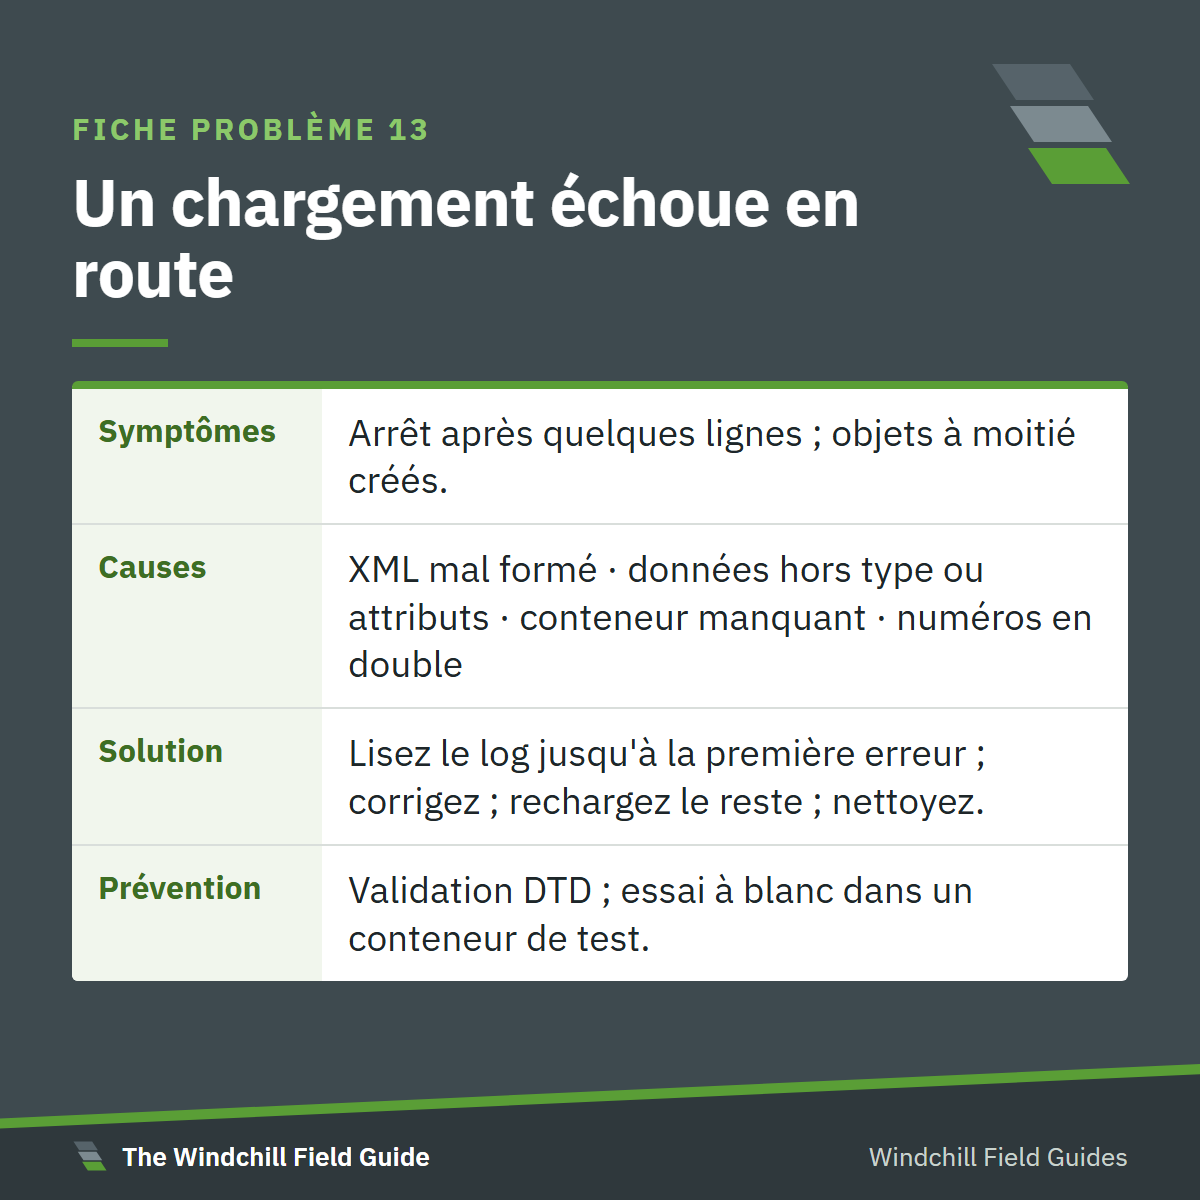 FICHE PROBLÈME 13
Un chargement échoue en
route
Symptômes
Arrêt après quelques lignes ; objets à moitié
créés.
Causes
XML mal formé · données hors type ou
attributs · conteneur manquant · numéros en
double
Solution
Lisez le log jusqu'à la première erreur ;
corrigez ; rechargez le reste ; nettoyez.
Prévention
Validation DTD ; essai à blanc dans un
conteneur de test.
The Windchill Field Guide
Windchill Field Guides